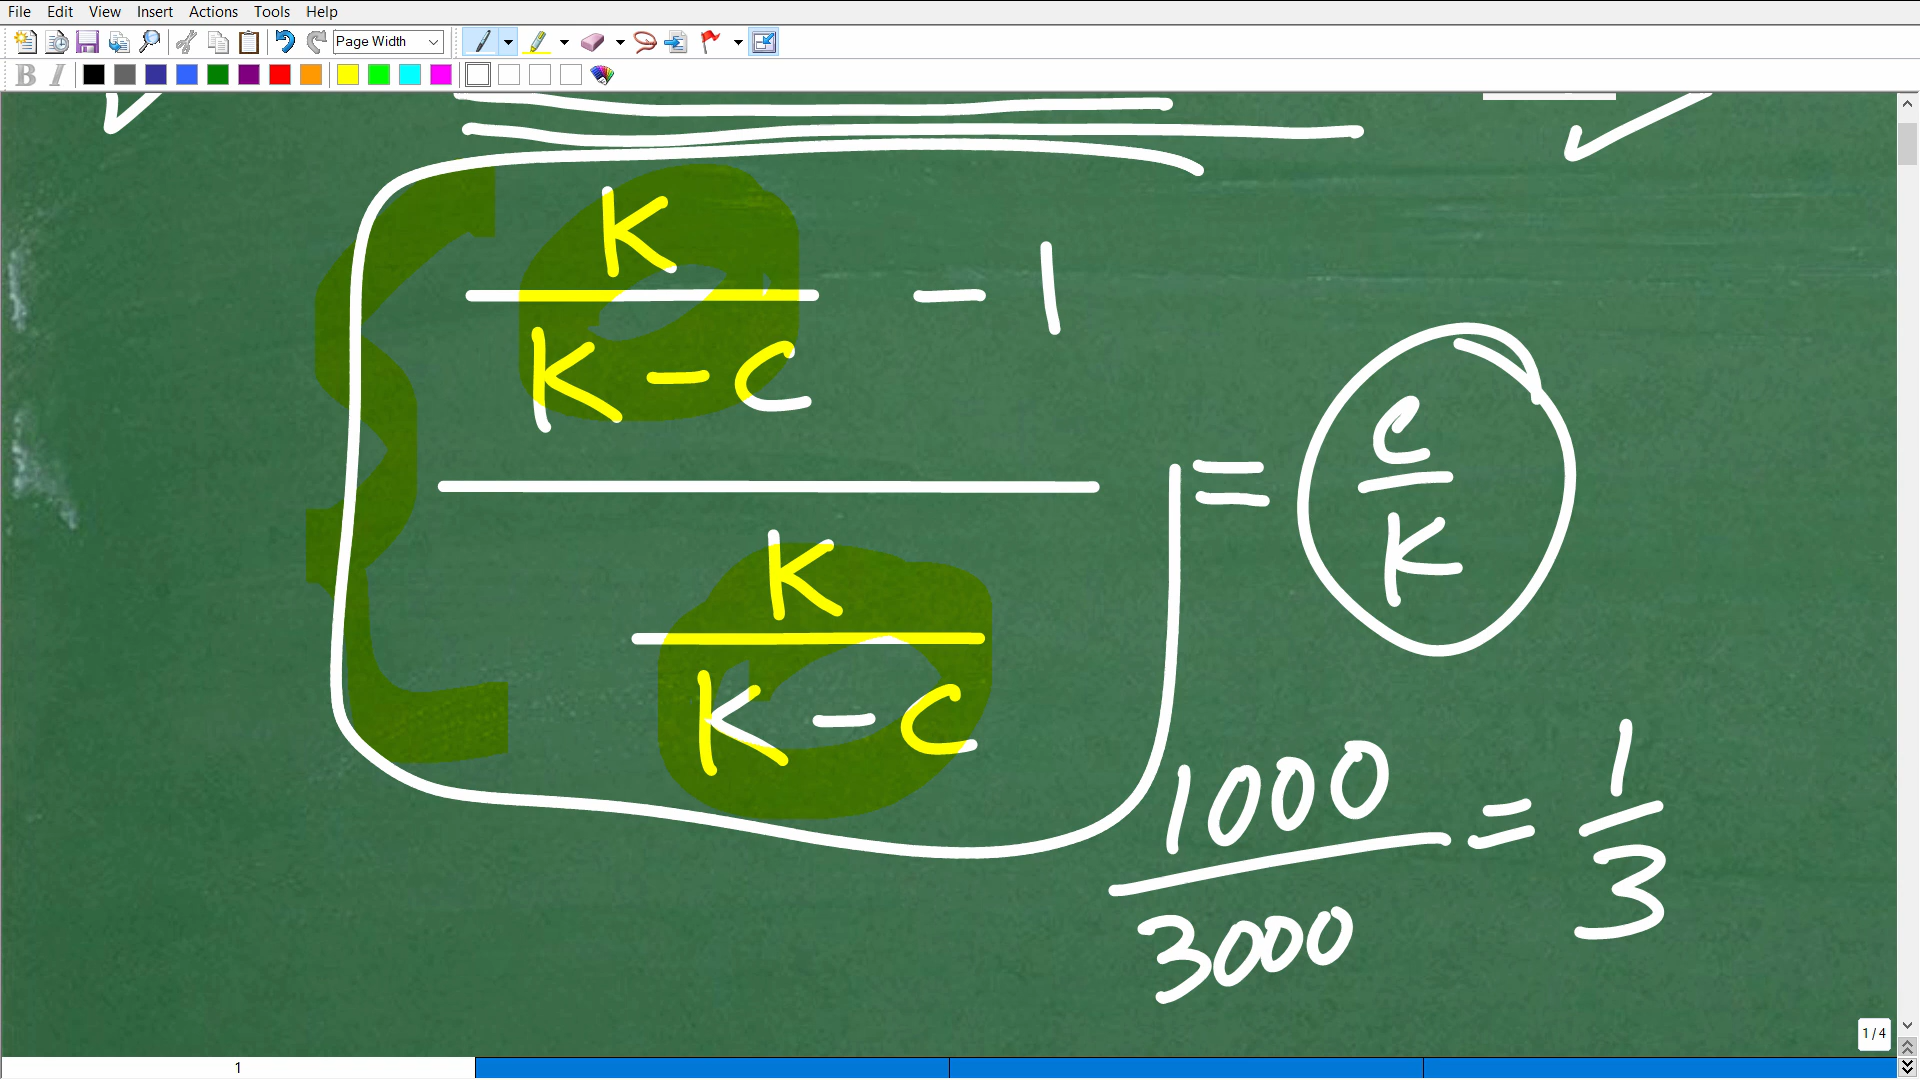 File Edit View Insert Actions Tools Help
Page Width
B I
K
K - C
- 1
K
K - C
= C
K
1000
3000
= 1
3
1 / 4
1